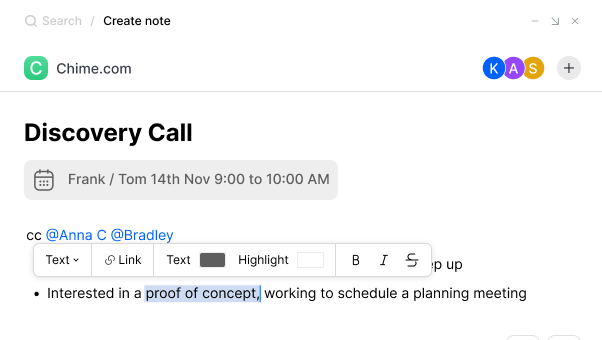 Search / Create note
C Chime.com K A S
Discovery Call
Frank / Tom 14th Nov 9:00 to 10:00 AM
cc @Anna C @Bradley
Text Link Text Highlight B I S
up
• Interested in a proof of concept, working to schedule a planning meeting